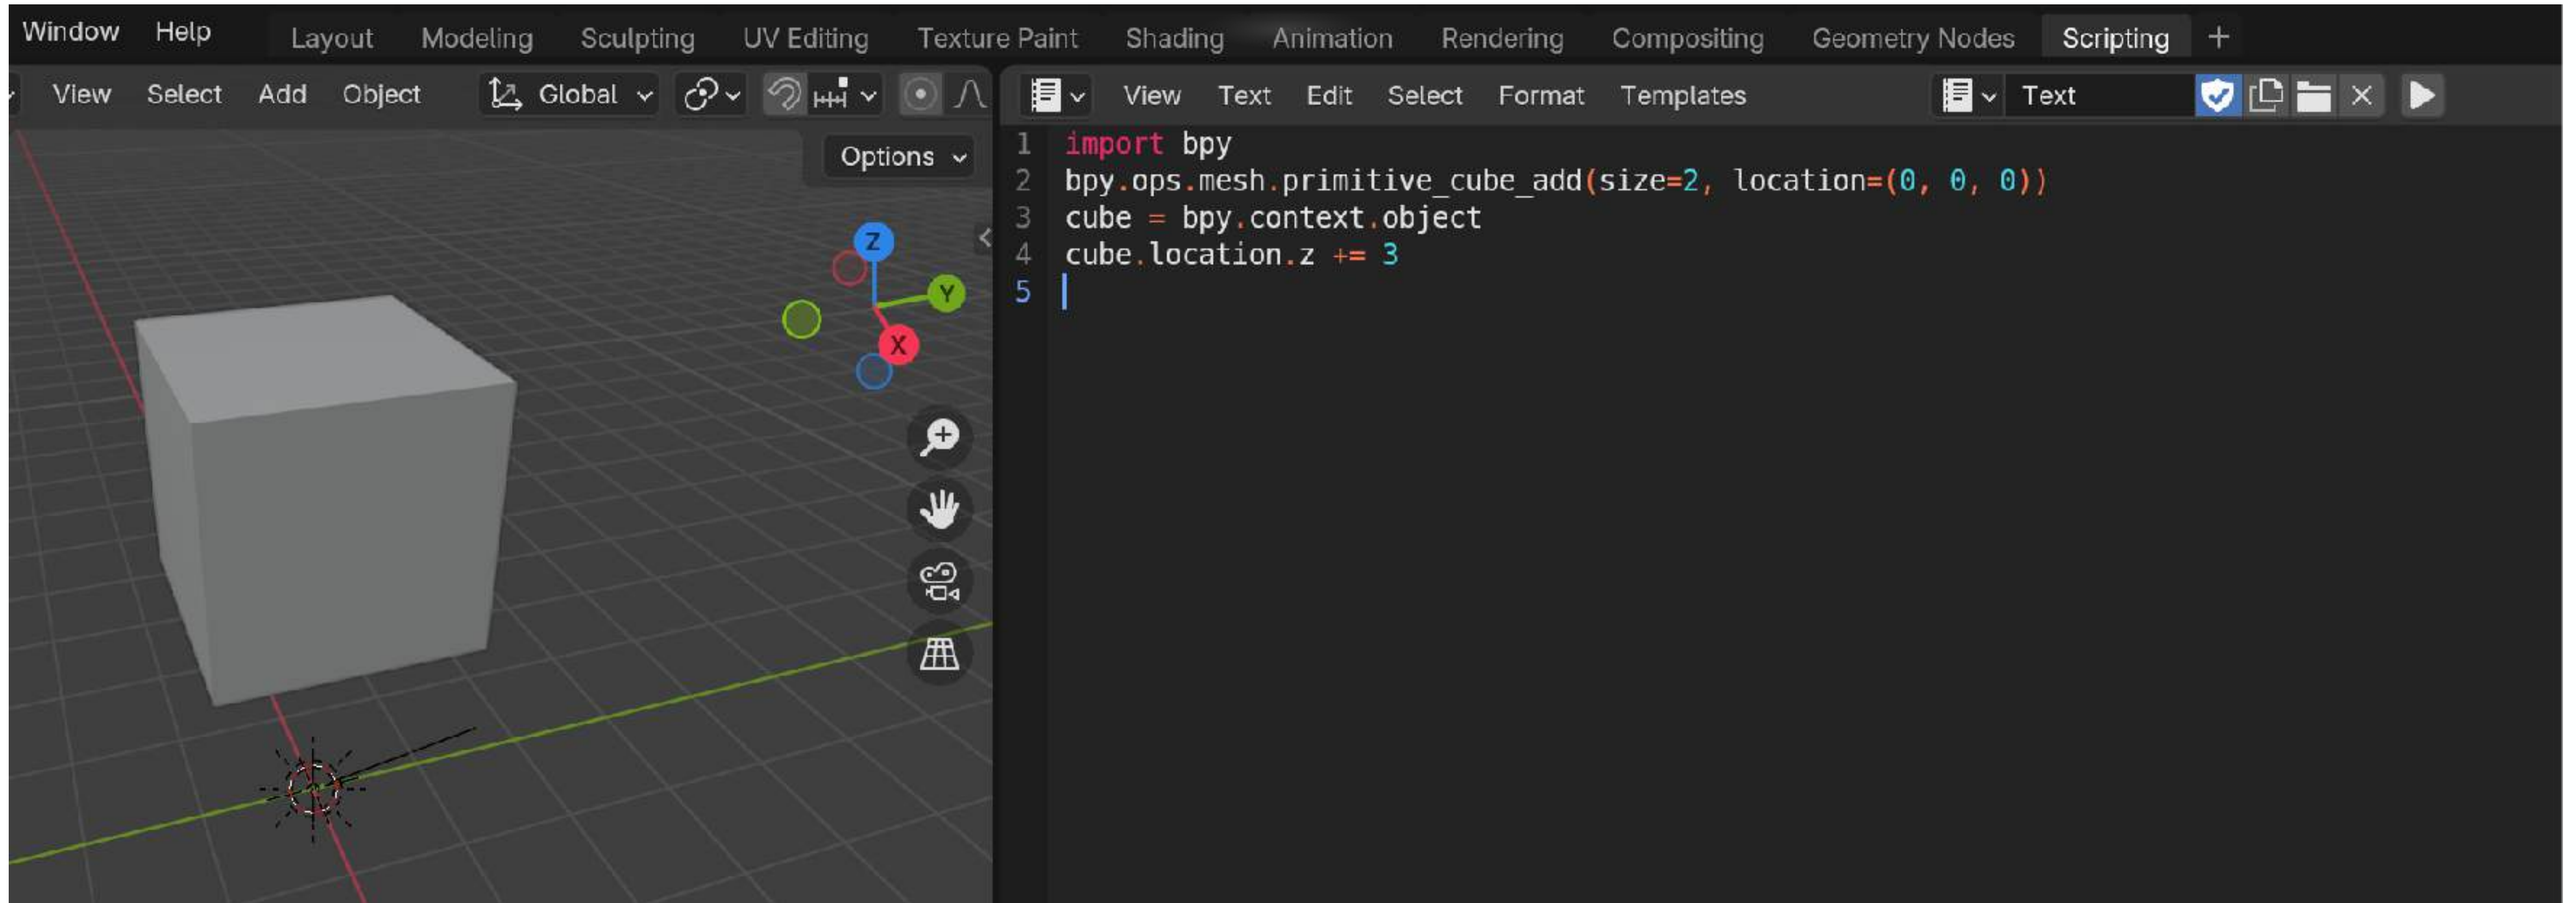 Window Help Layout Modeling Sculpting UV Editing Texture Paint Shading Animation Rendering Compositing Geometry Nodes Scripting +
View Select Add Object Global
Options
Z
Y
X
View Text Edit Select Format Templates Text
1 import bpy
2 bpy.ops.mesh.primitive_cube_add(size=2, location=(0, 0, 0))
3 cube = bpy.context.object
4 cube.location.z += 3
5